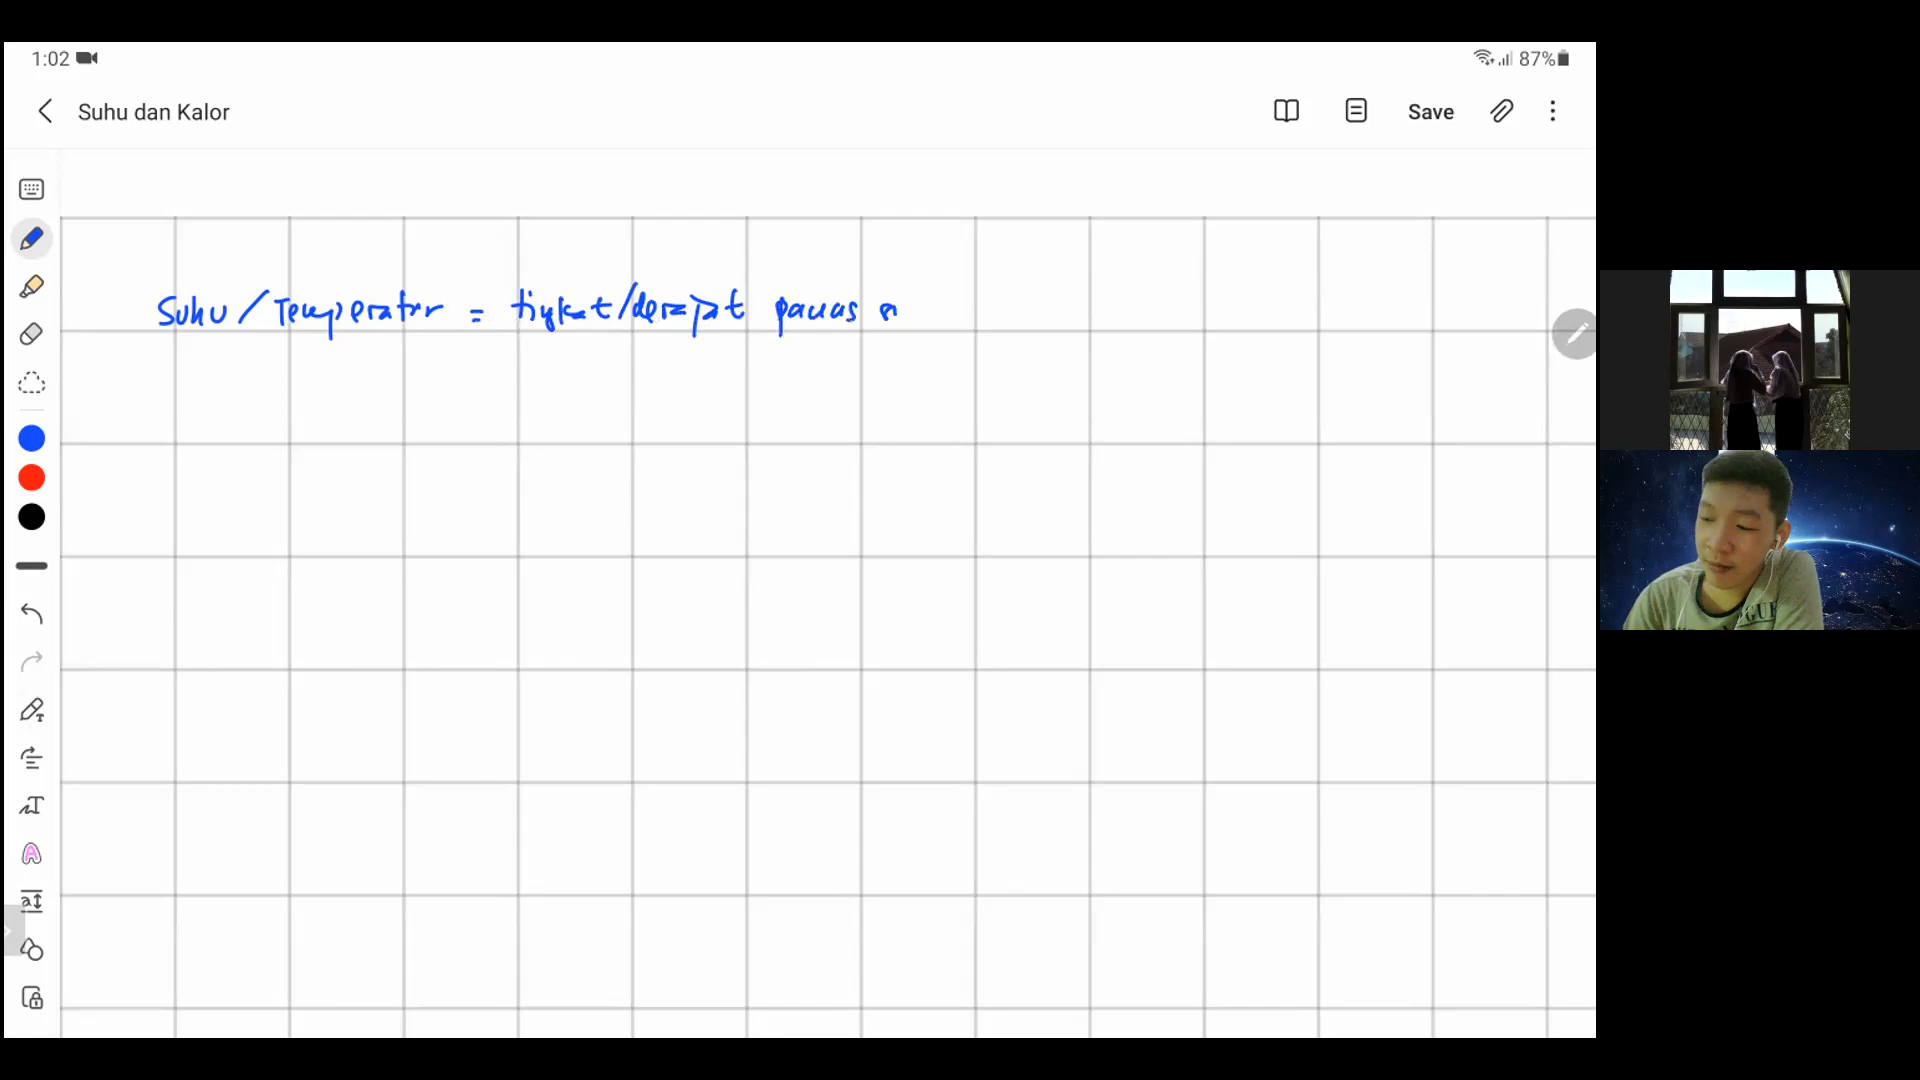 1:02 87%
Suhu dan Kalor Save
Suhu / Temperatur = tingkat/derajat panas